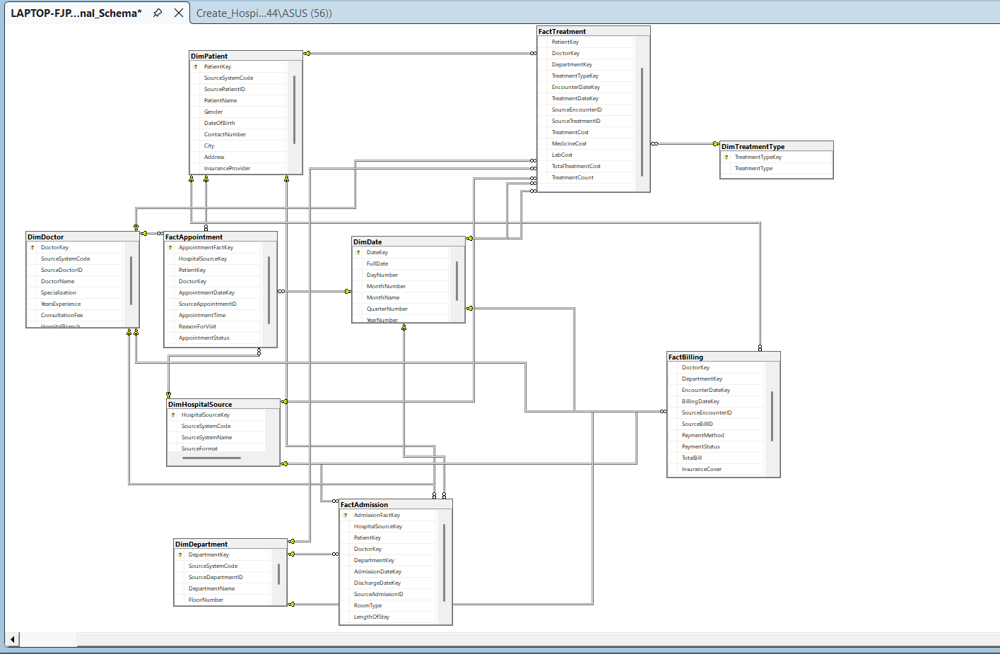 LAPTOP-FJP...nal_Schema*
Create_Hospi...44\ASUS (56))
FactTreatment
PatientKey
DoctorKey
DepartmentKey
TreatmentTypeKey
EncounterDateKey
TreatmentDateKey
SourceEncounterID
SourceTreatmentID
TreatmentCost
MedicineCost
LabCost
TotalTreatmentCost
TreatmentCount
DimPatient
PatientKey
SourceSystemCode
SourcePatientID
PatientName
Gender
DateOfBirth
ContactNumber
City
Address
InsuranceProvider
DimTreatmentType
TreatmentTypeKey
TreatmentType
DimDoctor
DoctorKey
SourceSystemCode
SourceDoctorID
DoctorName
Specialization
YearsExperience
ConsultationFee
HospitalBranch
FactAppointment
AppointmentFactKey
HospitalSourceKey
PatientKey
DoctorKey
AppointmentDateKey
SourceAppointmentID
AppointmentTime
ReasonForVisit
AppointmentStatus
DimDate
DateKey
FullDate
DayNumber
MonthNumber
MonthName
QuarterNumber
YearNumber
FactBilling
DoctorKey
DepartmentKey
EncounterDateKey
BillingDateKey
SourceEncounterID
SourceBillID
PaymentMethod
PaymentStatus
TotalBill
InsuranceCover
DimHospitalSource
HospitalSourceKey
SourceSystemCode
SourceSystemName
SourceFormat
FactAdmission
AdmissionFactKey
HospitalSourceKey
PatientKey
DoctorKey
DepartmentKey
AdmissionDateKey
DischargeDateKey
SourceAdmissionID
RoomType
LengthOfStay
DimDepartment
DepartmentKey
SourceSystemCode
SourceDepartmentID
DepartmentName
FloorNumber